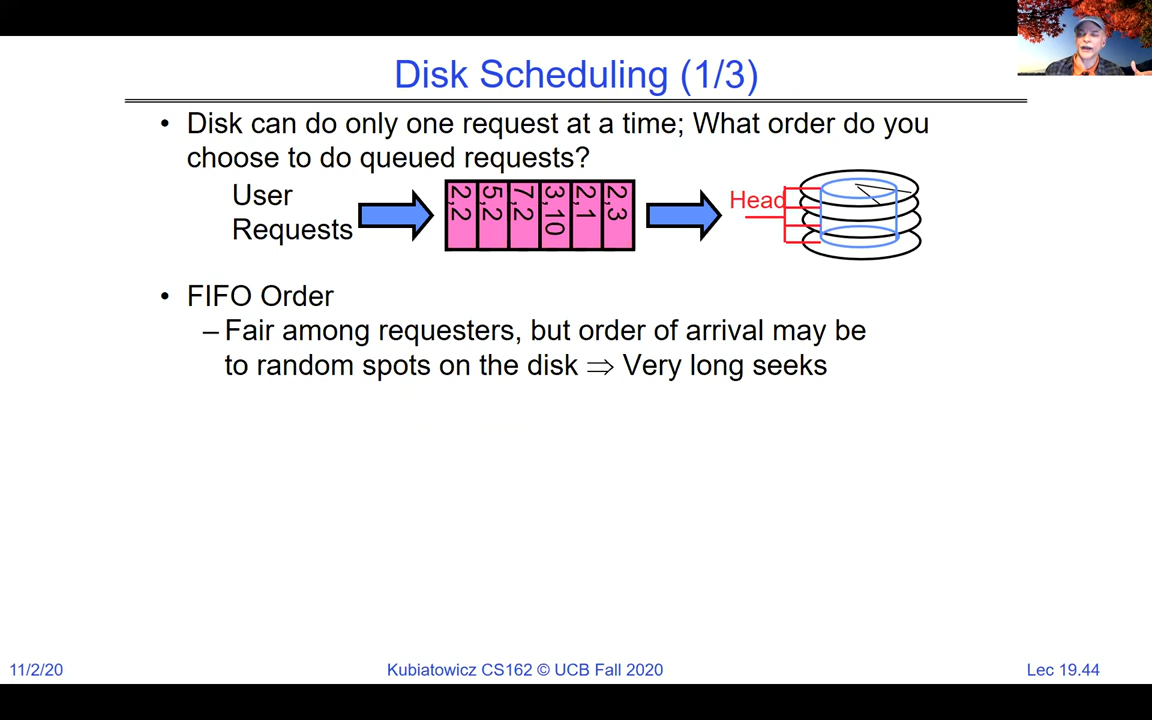 Disk Scheduling (1/3)
• Disk can do only one request at a time; What order do you
choose to do queued requests?
User
Requests
2,2
5,2
7,2
3,10
2,1
2,3
Head
• FIFO Order
– Fair among requesters, but order of arrival may be
to random spots on the disk ⇒ Very long seeks
11/2/20
Kubiatowicz CS162 © UCB Fall 2020
Lec 19.44